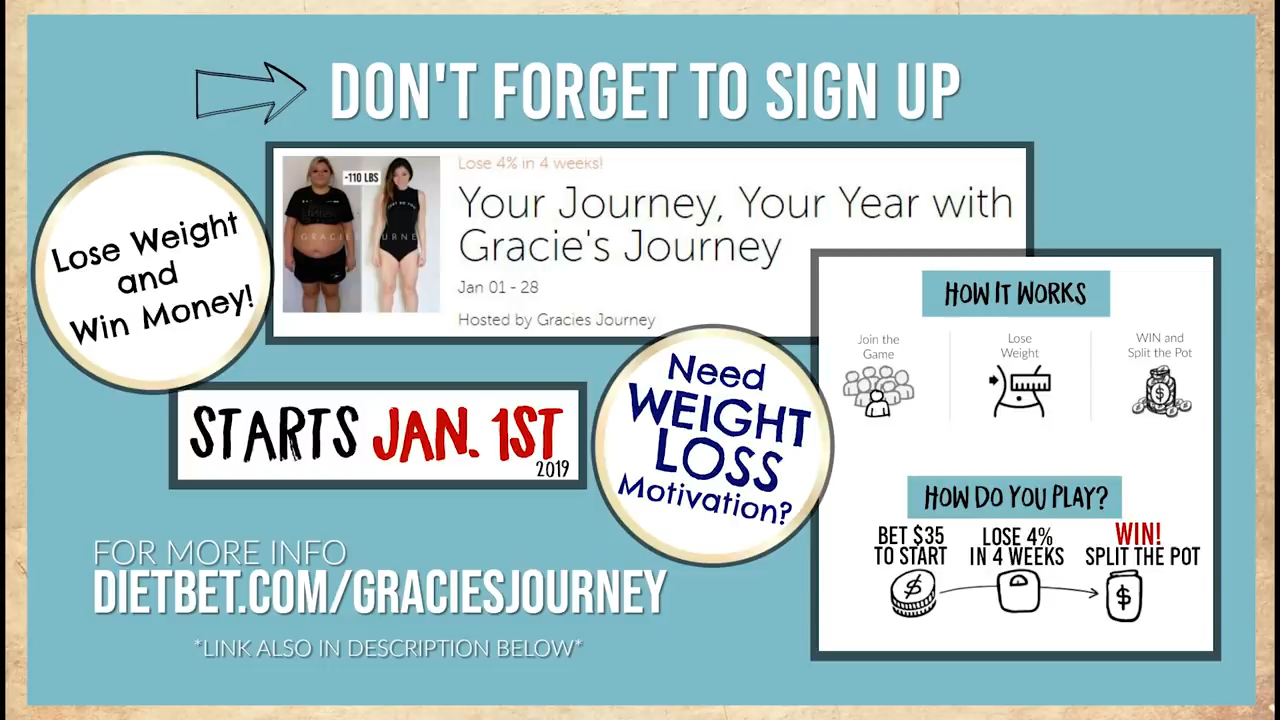 DON'T FORGET TO SIGN UP
Lose Weight
and
Win Money!
-110 LBS
Lose 4% in 4 weeks!
Your Journey, Your Year with
Gracie's Journey
Jan 01 - 28
Hosted by Gracies Journey
STARTS JAN. 1ST
2019
Need
WEIGHT
LOSS
Motivation?
HOW IT WORKS
Join the
Game
Lose
Weight
WIN and
Split the Pot
HOW DO YOU PLAY?
BET $35
TO START
LOSE 4%
IN 4 WEEKS
WIN!
SPLIT THE POT
FOR MORE INFO
DIETBET.COM/GRACIESJOURNEY
*LINK ALSO IN DESCRIPTION BELOW*